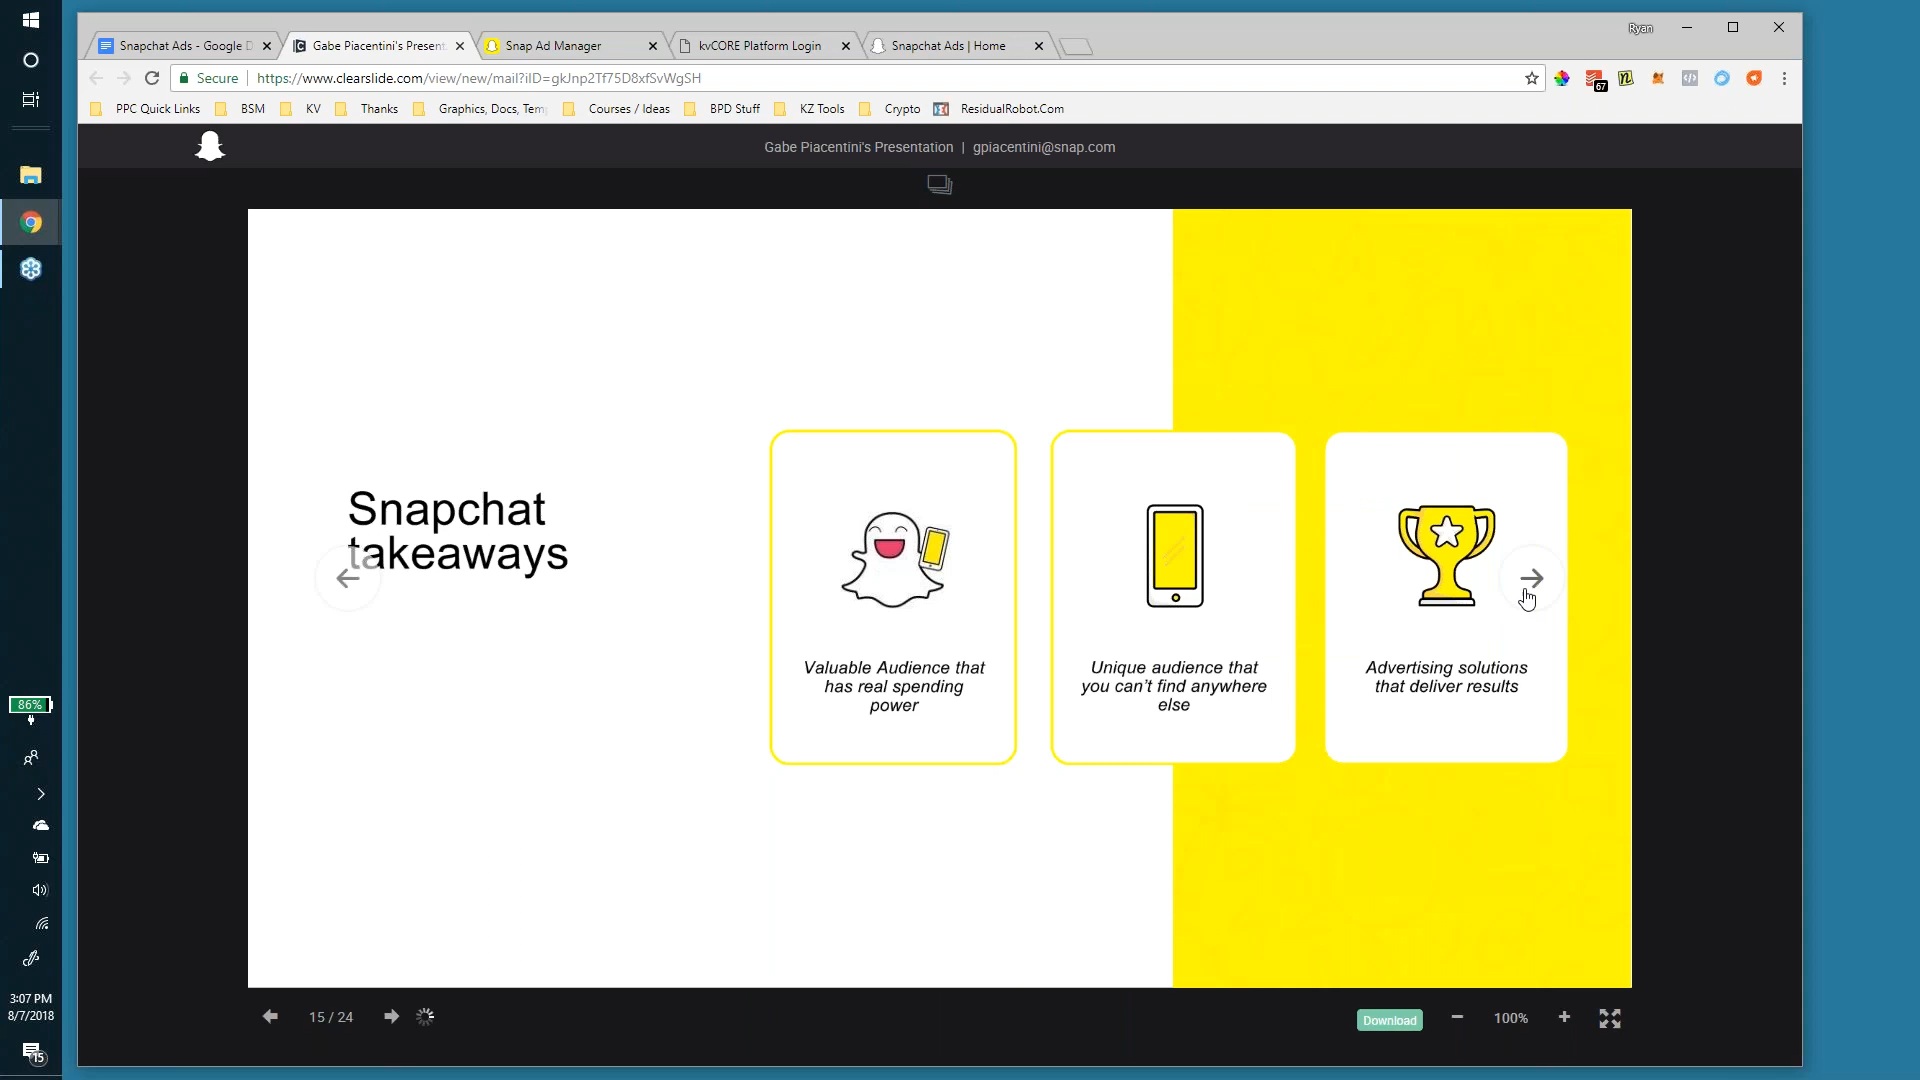 Ryan
Snapchat Ads - Google D
Gabe Piacentini's Present
Snap Ad Manager
kvCORE Platform Login
Snapchat Ads | Home
Secure
https://www.clearslide.com/view/new/mail?iID=gkJnp2Tf75D8xfSvWgSH
67
PPC Quick Links
BSM
KV
Thanks
Graphics, Docs, Tem
Courses / Ideas
BPD Stuff
KZ Tools
Crypto
ResidualRobot.Com
Gabe Piacentini's Presentation | gpiacentini@snap.com
Snapchat
takeaways
Valuable Audience that
has real spending
power
Unique audience that
you can't find anywhere
else
Advertising solutions
that deliver results
86%
3:07 PM
8/7/2018
15
15 / 24
Download
100%